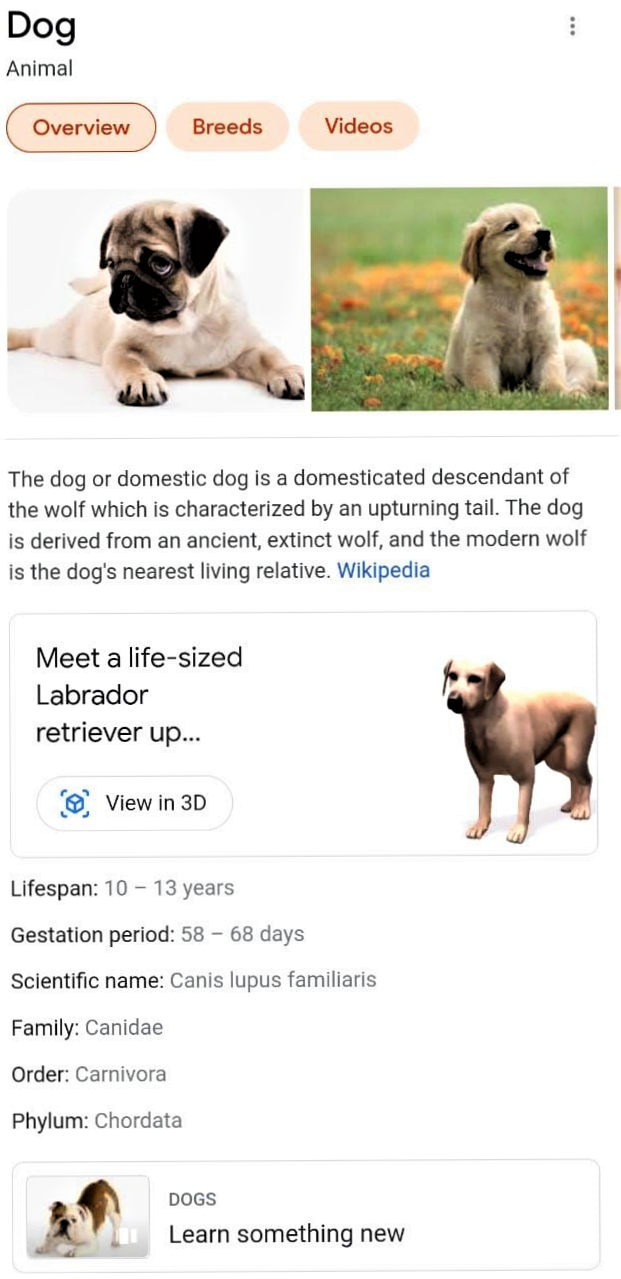 Dog
Animal
Overview
Breeds
Videos
The dog or domestic dog is a domesticated descendant of
the wolf which is characterized by an upturning tail. The dog
is derived from an ancient, extinct wolf, and the modern wolf
is the dog's nearest living relative. Wikipedia
Meet a life-sized
Labrador
retriever up...
View in 3D
Lifespan: 10 – 13 years
Gestation period: 58 – 68 days
Scientific name: Canis lupus familiaris
Family: Canidae
Order: Carnivora
Phylum: Chordata
DOGS
Learn something new